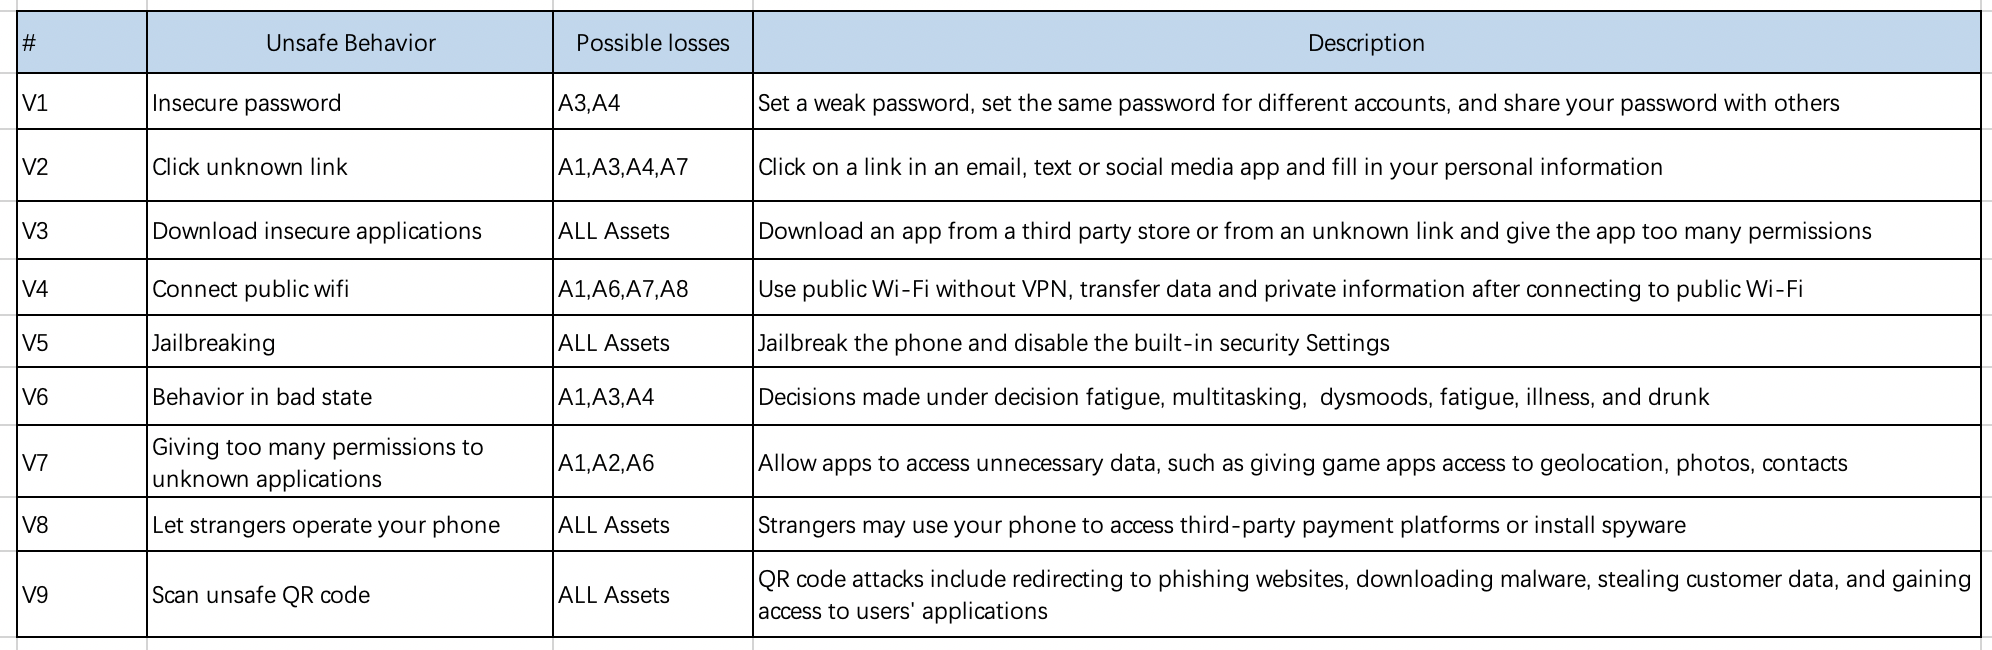 # Unsafe Behavior Possible losses Description
V1 Insecure password A3,A4 Set a weak password, set the same password for different accounts, and share your password with others
V2 Click unknown link A1,A3,A4,A7 Click on a link in an email, text or social media app and fill in your personal information
V3 Download insecure applications ALL Assets Download an app from a third party store or from an unknown link and give the app too many permissions
V4 Connect public wifi A1,A6,A7,A8 Use public Wi-Fi without VPN, transfer data and private information after connecting to public Wi-Fi
V5 Jailbreaking ALL Assets Jailbreak the phone and disable the built-in security Settings
V6 Behavior in bad state A1,A3,A4 Decisions made under decision fatigue, multitasking,  dysmoods, fatigue, illness, and drunk
V7 Giving too many permissions to
unknown applications A1,A2,A6 Allow apps to access unnecessary data, such as giving game apps access to geolocation, photos, contacts
V8 Let strangers operate your phone ALL Assets Strangers may use your phone to access third-party payment platforms or install spyware
V9 Scan unsafe QR code ALL Assets QR code attacks include redirecting to phishing websites, downloading malware, stealing customer data, and gaining
access to users' applications